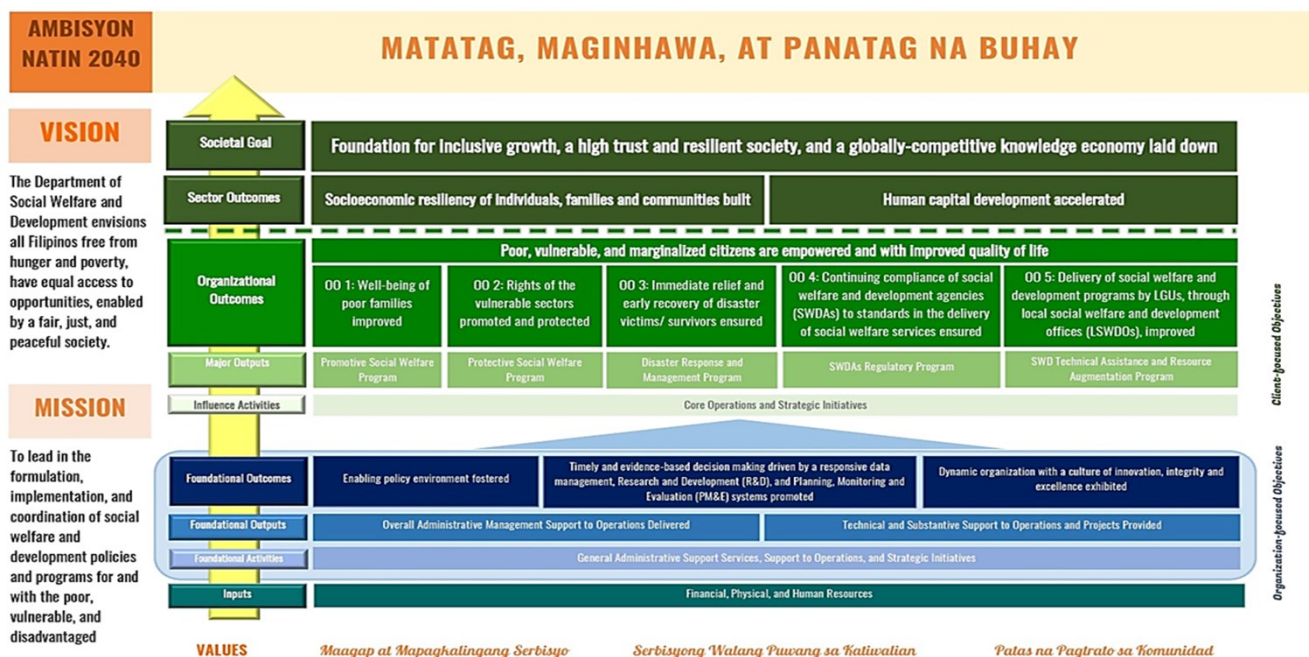 AMBISYON
NATIN 2040
MATATAG, MAGINHAWA, AT PANATAG NA BUHAY
VISION
The Department of
Social Welfare and
Development envisions
all Filipinos free from
hunger and poverty,
have equal access to
opportunities, enabled
by a fair, just, and
peaceful society.
MISSION
To lead in the
formulation,
implementation, and
coordination of social
welfare and
development policies
and programs for and
with the poor,
vulnerable, and
disadvantaged
Societal Goal
Foundation for inclusive growth, a high trust and resilient society, and a globally-competitive knowledge economy laid down
Sector Outcomes
Socioeconomic resiliency of individuals, families and communities built
Human capital development accelerated
Organizational
Outcomes
Poor, vulnerable, and marginalized citizens are empowered and with improved quality of life
OO 1: Well-being of
poor families
improved
OO 2: Rights of the
vulnerable sectors
promoted and protected
OO 3: Immediate relief and
early recovery of disaster
victims/ survivors ensured
OO 4: Continuing compliance of social
welfare and development agencies
(SWDAs) to standards in the delivery
of social welfare services ensured
OO 5: Delivery of social welfare and
development programs by LGUs, through
local social welfare and development
offices (LSWDOs), improved
Major Outputs
Promotive Social Welfare
Program
Protective Social Welfare
Program
Disaster Response and
Management Program
SWDAs Regulatory Program
SWD Technical Assistance and Resource
Augmentation Program
Influence Activities
Core Operations and Strategic Initiatives
Client-focused Objectives
Foundational Outcomes
Enabling policy environment fostered
Timely and evidence-based decision making driven by a responsive data
management, Research and Development (R&D), and Planning, Monitoring and
Evaluation (PM&E) systems promoted
Dynamic organization with a culture of innovation, integrity and
excellence exhibited
Foundational Outputs
Overall Administrative Management Support to Operations Delivered
Technical and Substantive Support to Operations and Projects Provided
Foundational Activities
General Administrative Support Services, Support to Operations, and Strategic Initiatives
Organization-focused Objectives
Inputs
Financial, Physical, and Human Resources
VALUES
Maagap at Mapagkalingang Serbisyo
Serbisyong Walang Puwang sa Katiwalian
Patas na Pagtrato sa Komunidad